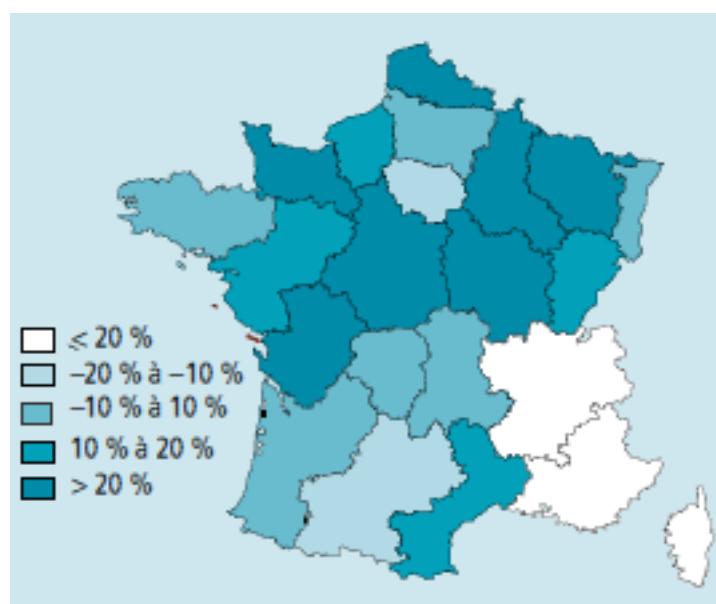 ⩽ 20 %
–20 % à –10 %
–10 % à 10 %
10 % à 20 %
> 20 %